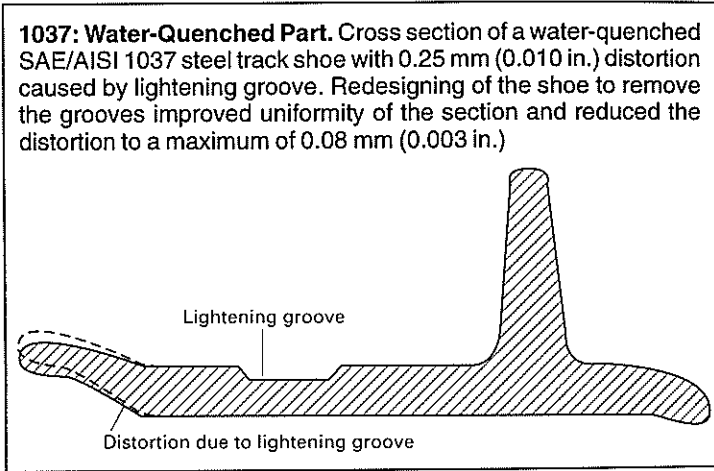 1037: Water-Quenched Part. Cross section of a water-quenched
SAE/AISI 1037 steel track shoe with 0.25 mm (0.010 in.) distortion
caused by lightening groove. Redesigning of the shoe to remove
the grooves improved uniformity of the section and reduced the
distortion to a maximum of 0.08 mm (0.003 in.)
Lightening groove
Distortion due to lightening groove